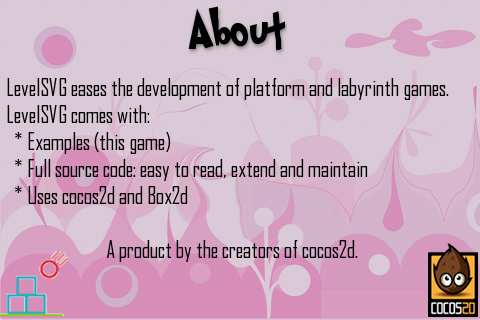 About
LevelSVG eases the development of platform and labyrinth games.
LevelSVG comes with:
* Examples (this game)
* Full source code: easy to read, extend and maintain
* Uses cocos2d and Box2d
A product by the creators of cocos2d.
COCOS2D